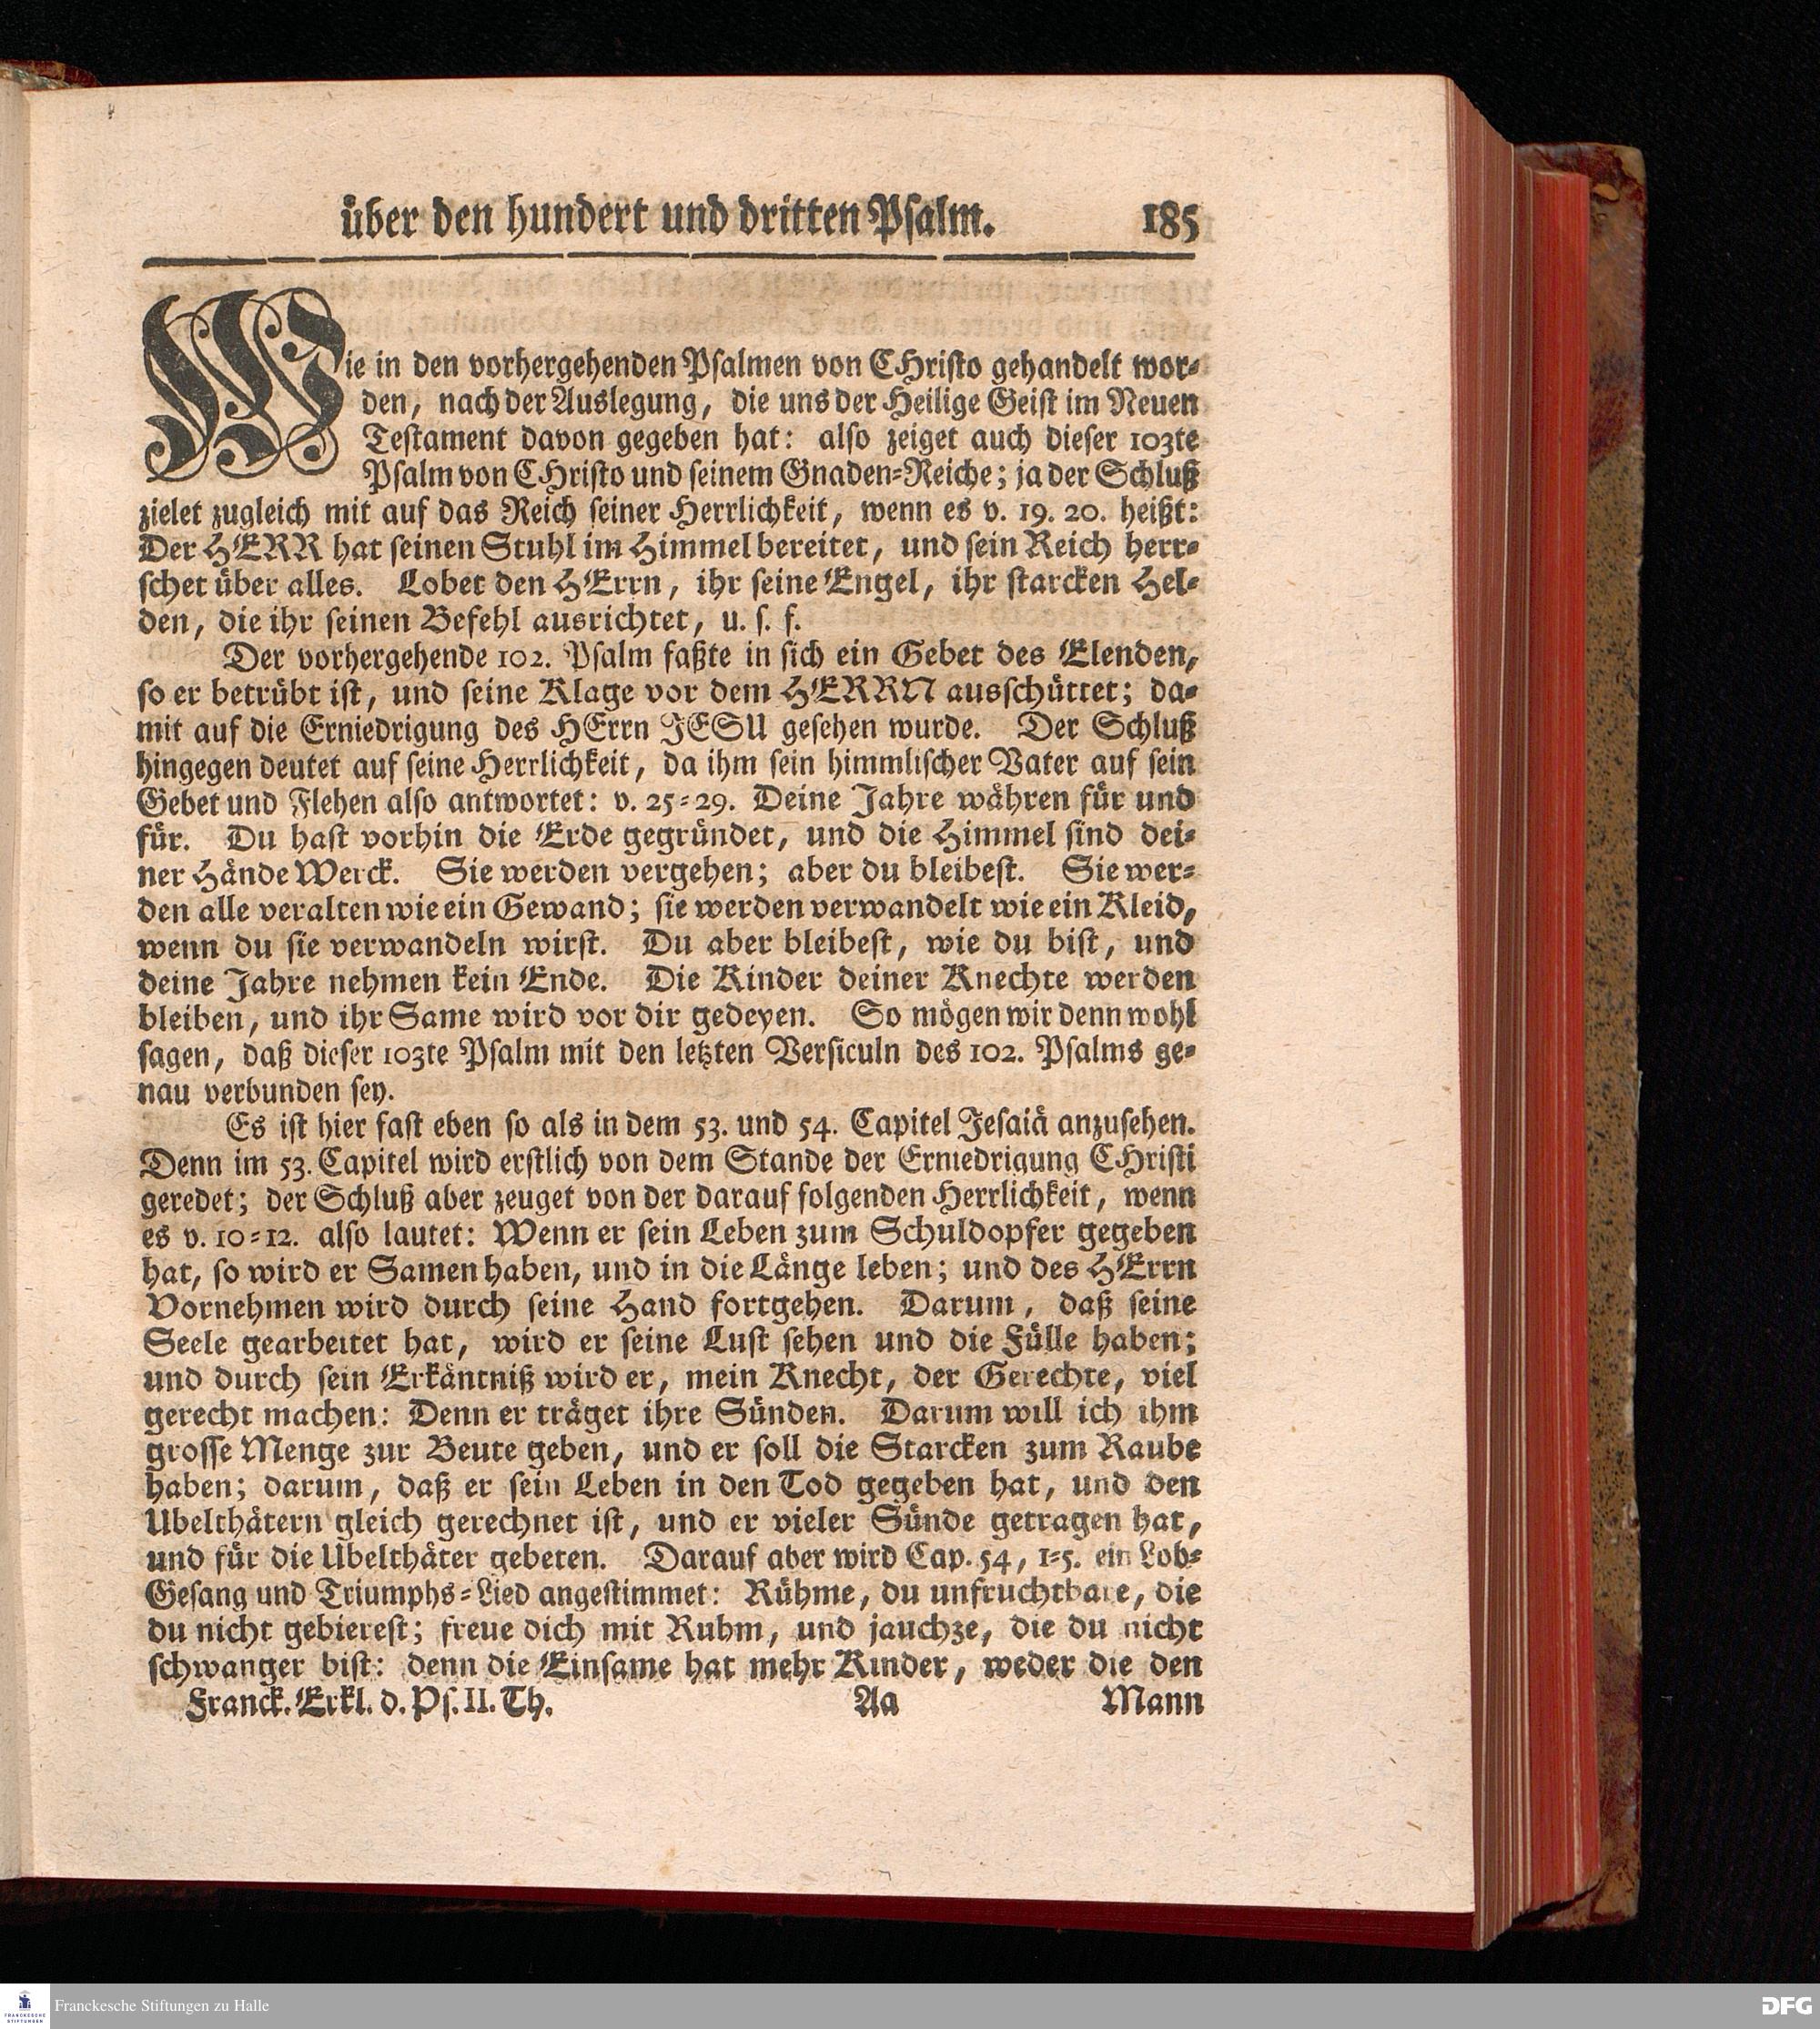 über den hundert und dritten Psalm. 185
Wie in den vorhergehenden Psalmen von CHristo gehandelt wor-
den, nach der Auslegung, die uns der Heilige Geist im Neuen
Testament davon gegeben hat: also zeiget auch dieser 103te
Psalm von CHristo und seinem Gnaden-Reiche; ja der Schluß
zielet zugleich mit auf das Reich seiner Herrlichkeit, wenn es v. 19. 20. heißt:
Der HERR hat seinen Stuhl im Himmel bereitet, und sein Reich herr-
schet über alles. Lobet den HErrn, ihr seine Engel, ihr starcken Hel-
den, die ihr seinen Befehl ausrichtet, u. s. f.
Der vorhergehende 102. Psalm faßte in sich ein Gebet des Elenden,
so er betrübt ist, und seine Klage vor dem HERRN ausschüttet; da-
mit auf die Erniedrigung des HErrn JESU gesehen wurde. Der Schluß
hingegen deutet auf seine Herrlichkeit, da ihm sein himmlischer Vater auf sein
Gebet und Flehen also antwortet: v. 25-29. Deine Jahre währen für und
für. Du hast vorhin die Erde gegründet, und die Himmel sind dei-
ner Hände Werck. Sie werden vergehen; aber du bleibest. Sie wer-
den alle veralten wie ein Gewand; sie werden verwandelt wie ein Kleid,
wenn du sie verwandeln wirst. Du aber bleibest, wie du bist, und
deine Jahre nehmen kein Ende. Die Kinder deiner Knechte werden
bleiben, und ihr Same wird vor dir gedeyen. So mögen wir denn wohl
sagen, daß dieser 103te Psalm mit den letzten Versiculn des 102. Psalms ge-
nau verbunden sey.
Es ist hier fast eben so als in dem 53. und 54. Capitel Jesaiä anzusehen.
Denn im 53. Capitel wird erstlich von dem Stande der Erniedrigung CHristi
geredet; der Schluß aber zeuget von der darauf folgenden Herrlichkeit, wenn
es v. 10-12. also lautet: Wenn er sein Leben zum Schuldopfer gegeben
hat, so wird er Samen haben, und in die Länge leben; und des HErrn
Vornehmen wird durch seine Hand fortgehen. Darum, daß seine
Seele gearbeitet hat, wird er seine Lust sehen und die Fülle haben;
und durch sein Erkäntniß wird er, mein Knecht, der Gerechte, viel
gerecht machen: Denn er träget ihre Sünden. Darum will ich ihm
grosse Menge zur Beute geben, und er soll die Starcken zum Raube
haben; darum, daß er sein Leben in den Tod gegeben hat, und den
Ubelthätern gleich gerechnet ist, und er vieler Sünde getragen hat,
und für die Ubelthäter gebeten. Darauf aber wird Cap. 54, 1-5. ein Lob-
Gesang und Triumphs-Lied angestimmet: Rühme, du unfruchtbare, die
du nicht gebierest; freue dich mit Ruhm, und jauchze, die du nicht
schwanger bist: denn die Einsame hat mehr Kinder, weder die den
Franck. Erkl. d. Ps. II. Th. Aa Mann
Franckesche Stiftungen zu Halle
DFG